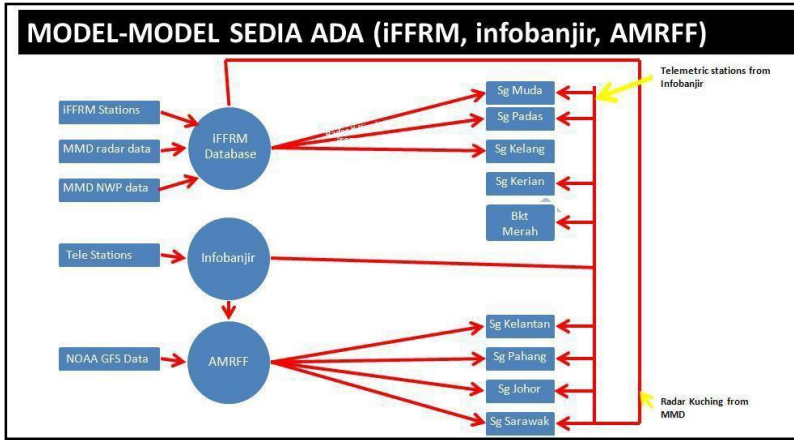 MODEL-MODEL SEDIA ADA (iFFRM, infobanjir, AMRFF)
Telemetric stations from
Infobanjir
iFFRM Stations
MMD radar data
MMD NWP data
iFFRM
Database
Sg Muda
Sg Padas
Sg Kelang
Sg Kerian
Bkt
Merah
Tele Stations
Infobanjir
NOAA GFS Data
AMRFF
Sg Kelantan
Sg Pahang
Sg Johor
Sg Sarawak
Radar Kuching from
MMD